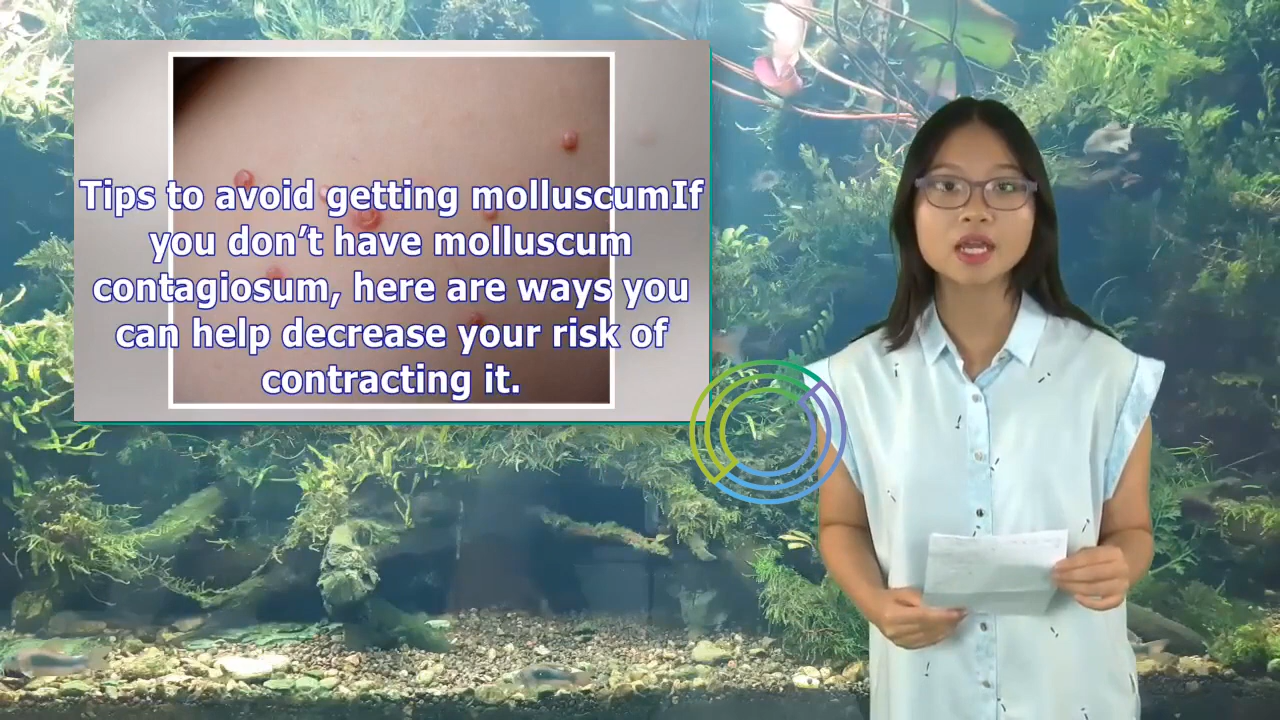 Tips to avoid getting molluscumIf
you don’t have molluscum
contagiosum, here are ways you
can help decrease your risk of
contracting it.